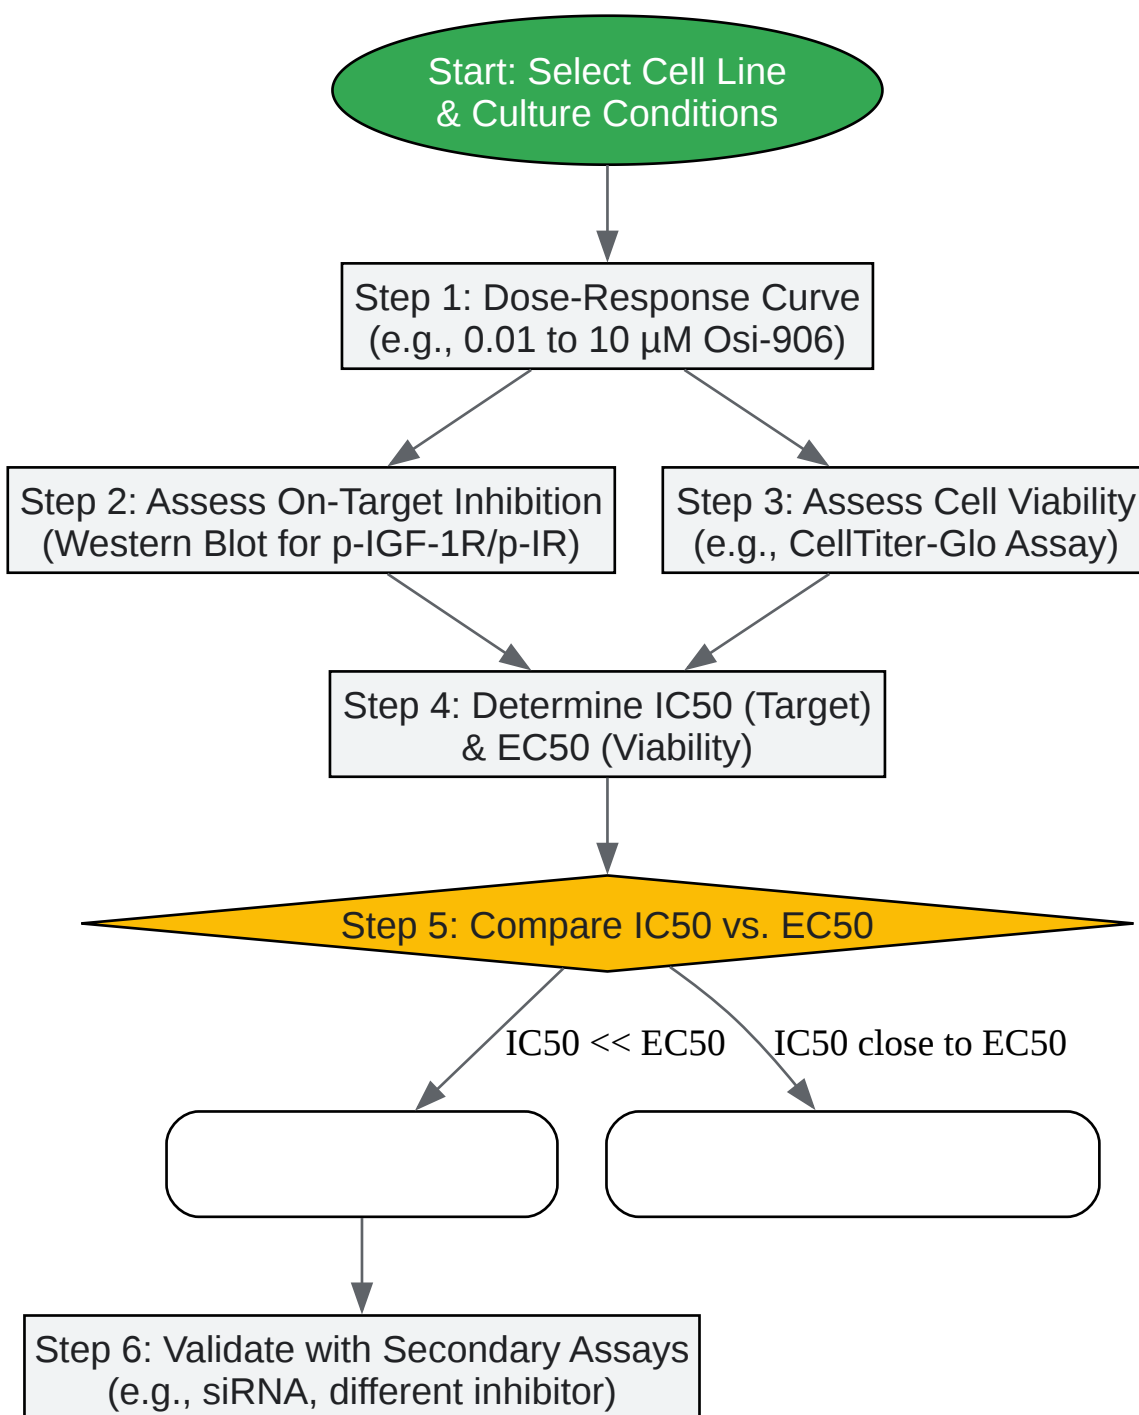 Start: Select Cell Line
& Culture Conditions
Step 1: Dose-Response Curve
(e.g., 0.01 to 10 µM Osi-906)
Step 2: Assess On-Target Inhibition
(Western Blot for p-IGF-1R/p-IR)
Step 3: Assess Cell Viability
(e.g., CellTiter-Glo Assay)
Step 4: Determine IC50 (Target)
& EC50 (Viability)
Step 5: Compare IC50 vs. EC50
IC50 << EC50
IC50 close to EC50
Step 6: Validate with Secondary Assays
(e.g., siRNA, different inhibitor)